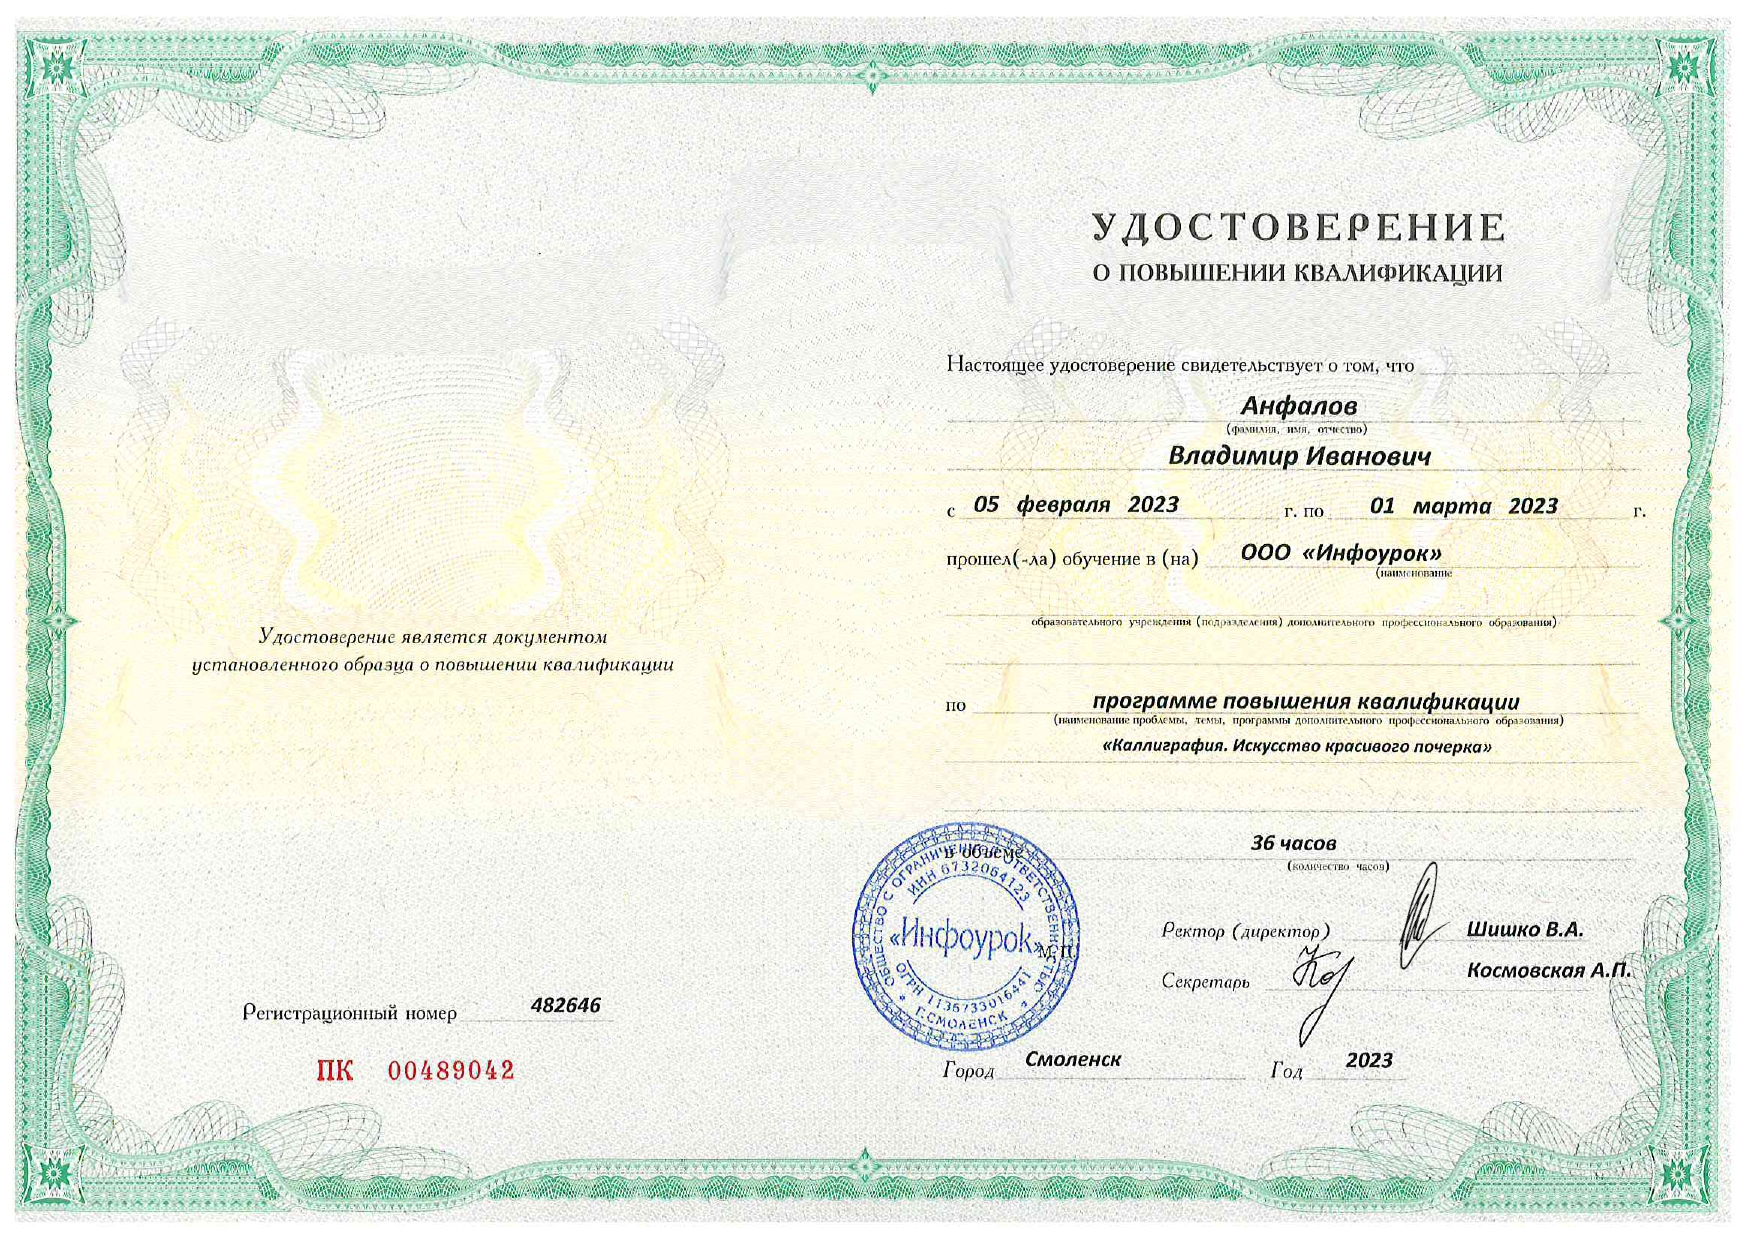 УДОСТОВЕРЕНИЕ
О ПОВЫШЕНИИ КВАЛИФИКАЦИИ
Настоящее удостоверение свидетельствует о том, что
Анфалов
(фамилия, имя, отчество)
Владимир Иванович
с 05 февраля 2023 г. по 01 марта 2023 г.
прошел(-ла) обучение в (на) ООО «Инфоурок»
(наименование
образовательного учреждения (подразделения) дополнительного профессионального образования)
по программе повышения квалификации
(наименование проблемы, темы, программы дополнительного профессионального образования)
«Каллиграфия. Искусство красивого почерка»
в объеме 36 часов
(количество часов)
Ректор (директор) Шишко В.А.
Секретарь Космовская А.П.
М.П.
Город Смоленск Год 2023
ОБЩЕСТВО С ОГРАНИЧЕННОЙ ОТВЕТСТВЕННОСТЬЮ
ИНН 6732064123
«Инфоурок»
ОГРН 1136733016441
Г.СМОЛЕНСК
Удостоверение является документом
установленного образца о повышении квалификации
Регистрационный номер 482646
ПК 00489042